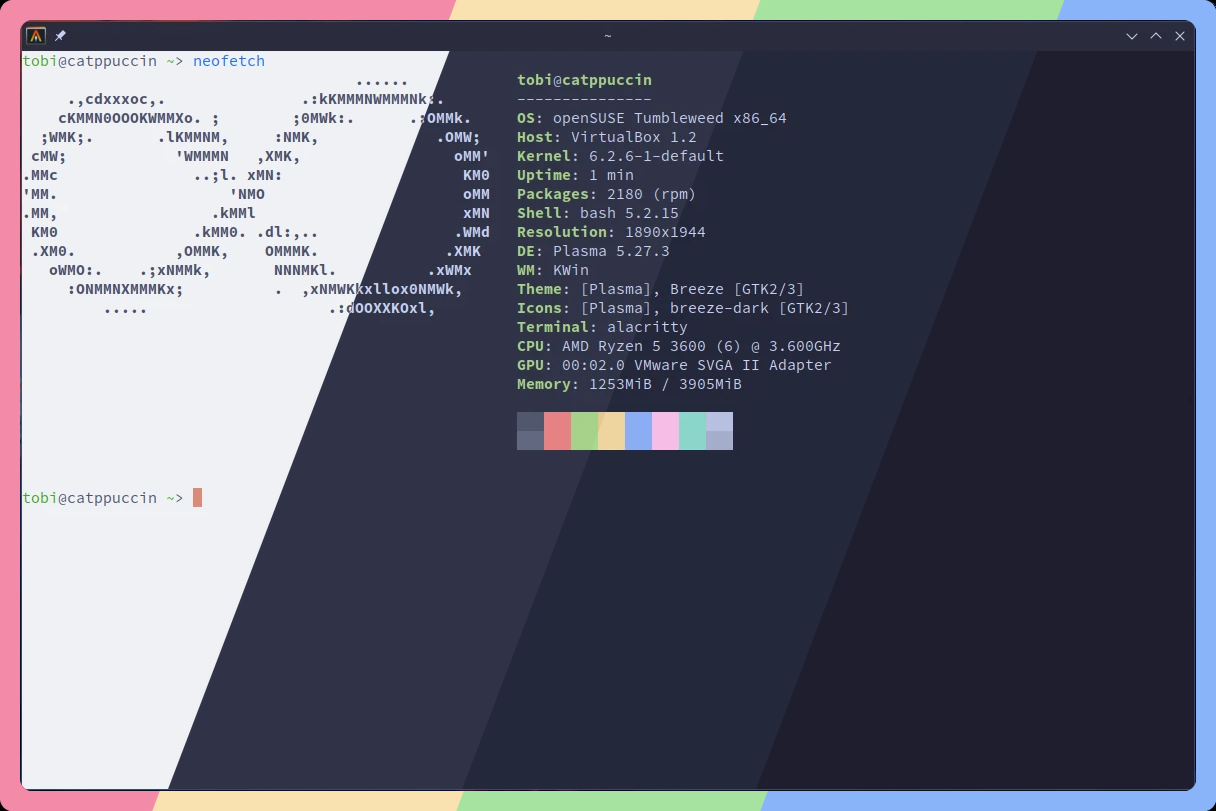 ~
tobi@catppuccin ~> neofetch
......
.,cdxxxoc,. .:kKMMMNWMMMNk:.
cKMMN0OOOKWMMXo. ; ;0MWk:. .:OMMk.
;WMK;. .lKMMNM, :NMK, .OMW;
cMW; 'WMMMN ,XMK, oMM'
.MMc ..;l. xMN: KM0
'MM. 'NMO oMM
.MM, .kMMl xMN
KM0 .kMM0. .dl:,.. .WMd
.XM0. ,OMMK, OMMMK. .XMK
oWMO:. .;xNMMk, NNNMKl. .xWMx
:ONMMNXMMMKx; . ,xNMWKkxllox0NMWk,
..... .:dOOXXKOxl,
tobi@catppuccin
---------------
OS: openSUSE Tumbleweed x86_64
Host: VirtualBox 1.2
Kernel: 6.2.6-1-default
Uptime: 1 min
Packages: 2180 (rpm)
Shell: bash 5.2.15
Resolution: 1890x1944
DE: Plasma 5.27.3
WM: KWin
Theme: [Plasma], Breeze [GTK2/3]
Icons: [Plasma], breeze-dark [GTK2/3]
Terminal: alacritty
CPU: AMD Ryzen 5 3600 (6) @ 3.600GHz
GPU: 00:02.0 VMware SVGA II Adapter
Memory: 1253MiB / 3905MiB
tobi@catppuccin ~>